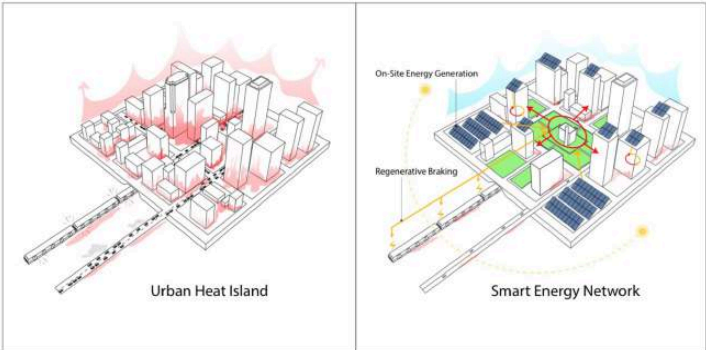 On-Site Energy Generation
Regenerative Braking
Urban Heat Island
Smart Energy Network